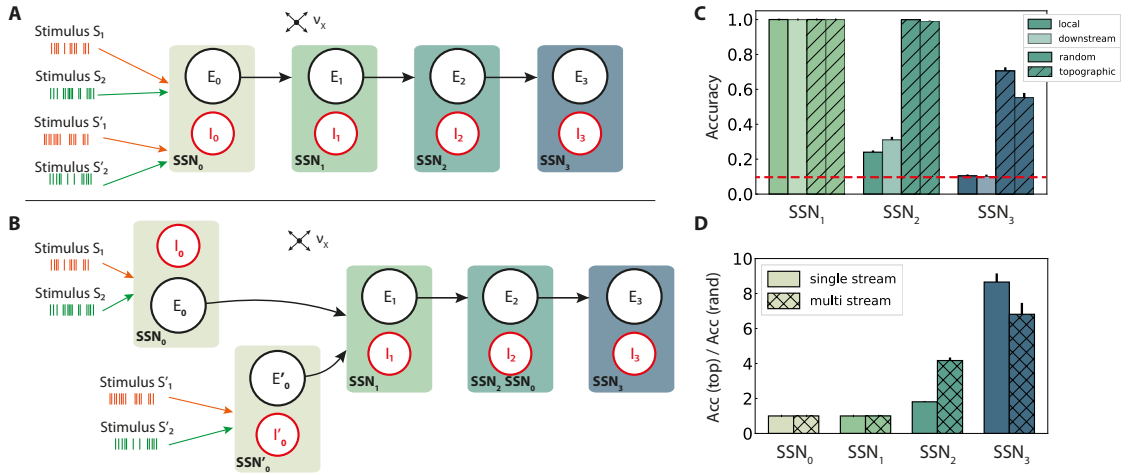 A
Stimulus S1
Stimulus S2
Stimulus S'1
Stimulus S'2
νX
E0
I0
SSN0
E1
I1
SSN1
E2
I2
SSN2
E3
I3
SSN3
B
Stimulus S1
Stimulus S2
I0
E0
SSN0
Stimulus S'1
Stimulus S'2
E'0
I'0
SSN'0
νX
E1
I1
SSN1
E2
I2
SSN2 SSN0
E3
I3
SSN3
C
Accuracy
1.0
0.8
0.6
0.4
0.2
0.0
local
downstream
random
topographic
SSN1 SSN2 SSN3
D
Acc (top) / Acc (rand)
10
8
6
4
2
0
single stream
multi stream
SSN0 SSN1 SSN2 SSN3